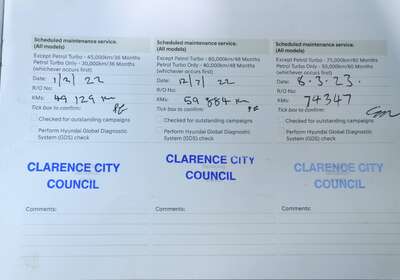 Scheduled maintenance service.
(All models)
Except Petrol Turbo - 45,000km/36 Months
Petrol Turbo Only - 30,000km/36 Months
(whichever occurs first)
Date: 1/2/22
R/O No:
KMs: 49 129 km
Tick box to confirm:
Checked for outstanding campaigns
Perform Hyundai Global Diagnostic
System (GDS) check
CLARENCE CITY
COUNCIL
Comments:
Scheduled maintenance service.
(All models)
Except Petrol Turbo - 60,000km/48 Months
Petrol Turbo Only - 40,000km/48 Months
(whichever occurs first)
Date: 12/7/22
R/O No:
KMs: 59 884 km
Tick box to confirm:
Checked for outstanding campaigns
Perform Hyundai Global Diagnostic
System (GDS) check
CLARENCE CITY
COUNCIL
Comments:
Scheduled maintenance service.
(All models)
Except Petrol Turbo - 75,000km/60 Months
Petrol Turbo Only - 50,000km/60 Months
(whichever occurs first)
Date: 8.3.23.
R/O No:
KMs: 74347
Tick box to confirm:
Checked for outstanding campaigns
Perform Hyundai Global Diagnostic
System (GDS) check
CLARENCE CITY
COUNCIL
Comments: